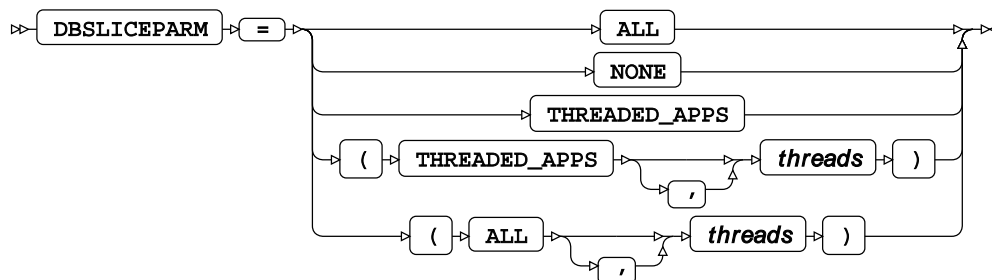 DBSLICEPARM = ALL
NONE
THREADED_APPS
( THREADED_APPS , threads )
( ALL , threads )